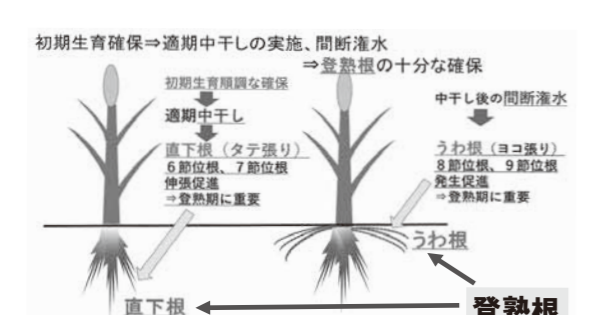 初期生育確保⇒適期中干しの実施、間断潅水
⇒登熟根の十分な確保
初期生育順調な確保
適期中干し
直下根（タテ張り）
6節位根、7節位根
伸張促進
⇒登熟期に重要
中干し後の間断潅水
うわ根（ヨコ張り）
8節位根、9節位根
発生促進
⇒登熟期に重要
うわ根
直下根
登熟根